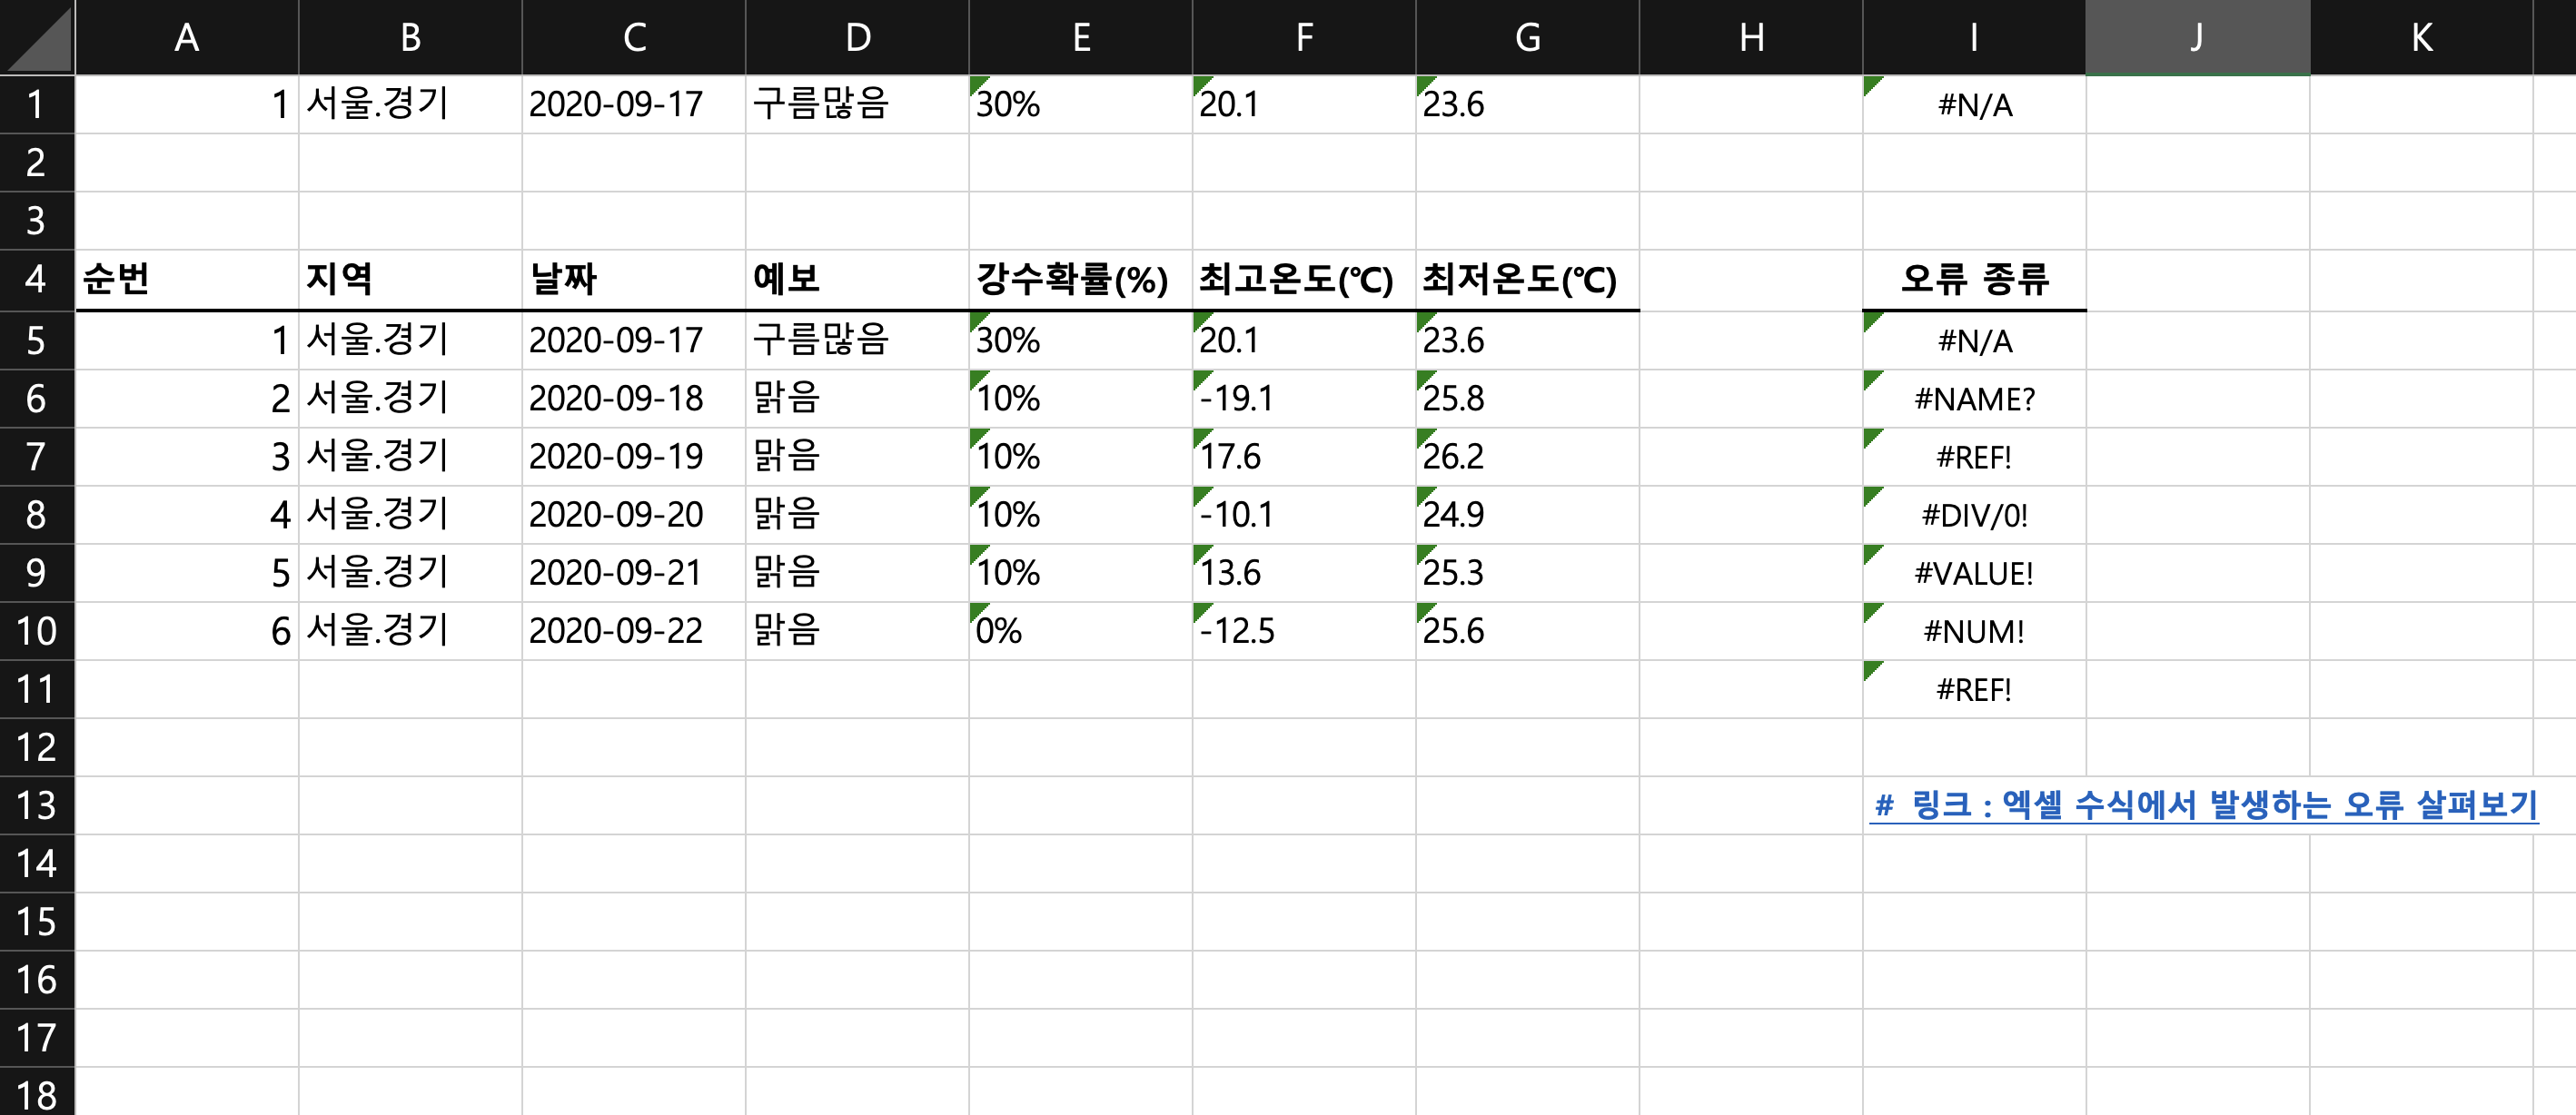 A B C D E F G H I J K
1 1 서울.경기 2020-09-17 구름많음 30% 20.1 23.6 #N/A
2
3
4 순번 지역 날짜 예보 강수확률(%) 최고온도(℃) 최저온도(℃) 오류 종류
5 1 서울.경기 2020-09-17 구름많음 30% 20.1 23.6 #N/A
6 2 서울.경기 2020-09-18 맑음 10% -19.1 25.8 #NAME?
7 3 서울.경기 2020-09-19 맑음 10% 17.6 26.2 #REF!
8 4 서울.경기 2020-09-20 맑음 10% -10.1 24.9 #DIV/0!
9 5 서울.경기 2020-09-21 맑음 10% 13.6 25.3 #VALUE!
10 6 서울.경기 2020-09-22 맑음 0% -12.5 25.6 #NUM!
11 #REF!
12
13 # 링크 : 엑셀 수식에서 발생하는 오류 살펴보기
14
15
16
17
18